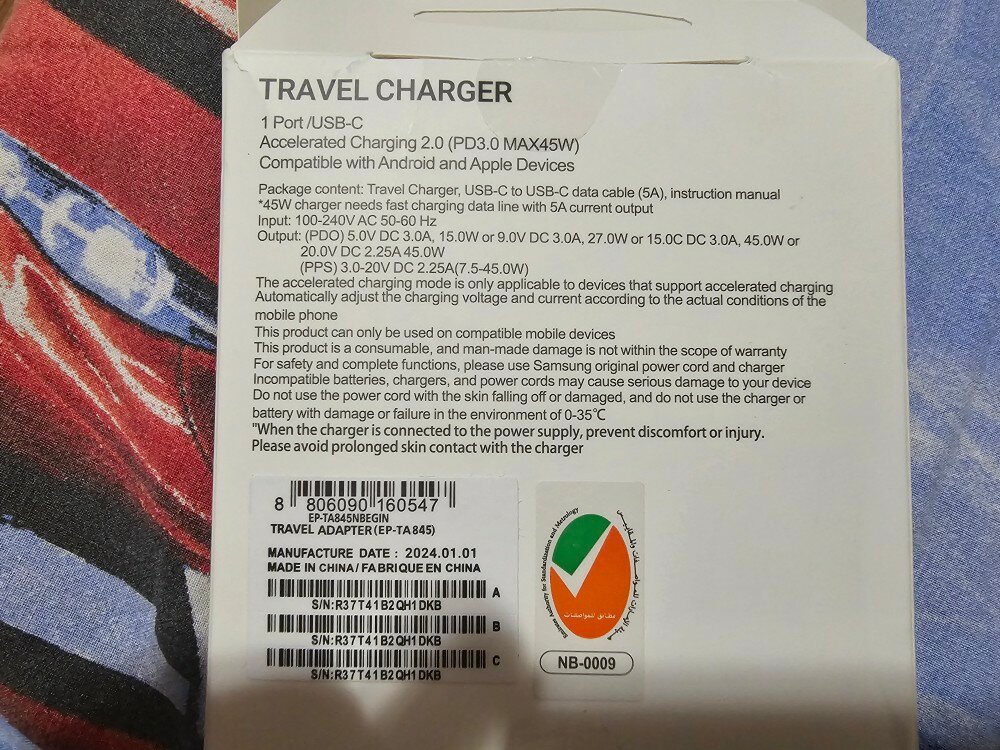 TRAVEL CHARGER
1 Port /USB-C
Accelerated Charging 2.0 (PD3.0 MAX45W)
Compatible with Android and Apple Devices
Package content: Travel Charger, USB-C to USB-C data cable (5A), instruction manual
*45W charger needs fast charging data line with 5A current output
Input: 100-240V AC 50-60 Hz
Output: (PDO) 5.0V DC 3.0A, 15.0W or 9.0V DC 3.0A, 27.0W or 15.0C DC 3.0A, 45.0W or
20.0V DC 2.25A 45.0W
(PPS) 3.0-20V DC 2.25A(7.5-45.0W)
The accelerated charging mode is only applicable to devices that support accelerated charging
Automatically adjust the charging voltage and current according to the actual conditions of the
mobile phone
This product can only be used on compatible mobile devices
This product is a consumable, and man-made damage is not within the scope of warranty
For safety and complete functions, please use Samsung original power cord and charger
Incompatible batteries, chargers, and power cords may cause serious damage to your device
Do not use the power cord with the skin falling off or damaged, and do not use the charger or
battery with damage or failure in the environment of 0-35℃
"When the charger is connected to the power supply, prevent discomfort or injury.
Please avoid prolonged skin contact with the charger
8 806090 160547
EP-TA845NBEGIN
TRAVEL ADAPTER(EP-TA845)
MANUFACTURE DATE : 2024.01.01
MADE IN CHINA/FABRIQUE EN CHINA
A
S/N:R37T41B2QH1DKB
B
S/N:R37T41B2QH1DKB
C
S/N:R37T41B2QH1DKB
Emirates Authority for Standardization and Metrology
هيئة الإمارات للمواصفات والمقاييس
مطابق للمواصفات
NB-0009